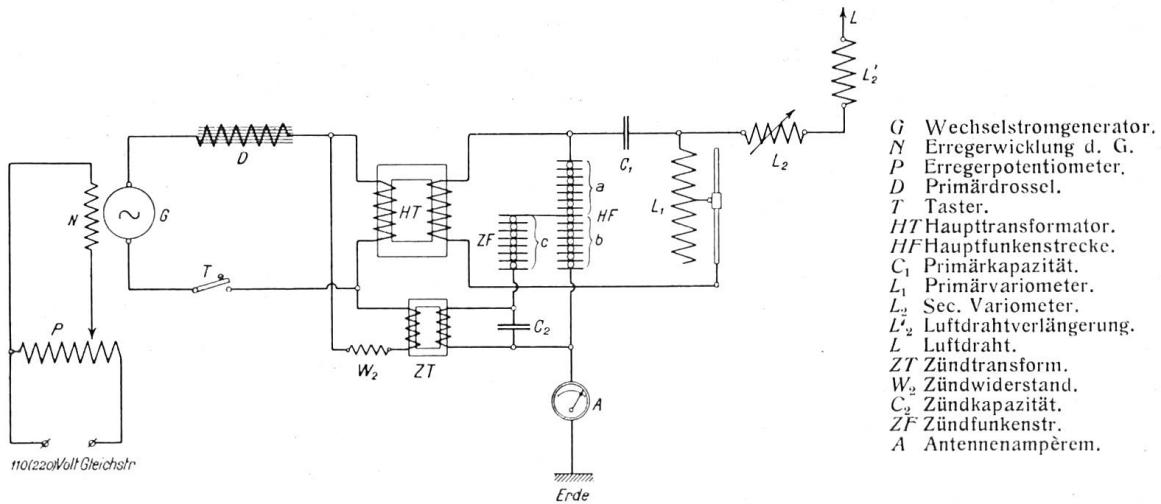 L
L'₂
D
C₁
L₂
N
G
HT
a
HF
L₁
ZF
c
b
T
P
C₂
W₂
ZT
A
110(220)Volt Gleichstr
Erde
G Wechselstromgenerator.
N Erregerwicklung d. G.
P Erregerpotentiometer.
D Primärdrossel.
T Taster.
HT Haupttransformator.
HF Hauptfunkenstrecke.
C₁ Primärkapazität.
L₁ Primärvariometer.
L₂ Sec. Variometer.
L'₂ Luftdrahtverlängerung.
L Luftdraht.
ZT Zündtransform.
W₂ Zündwiderstand.
C₂ Zündkapazität.
ZF Zündfunkenstr.
A Antennenampèrem.